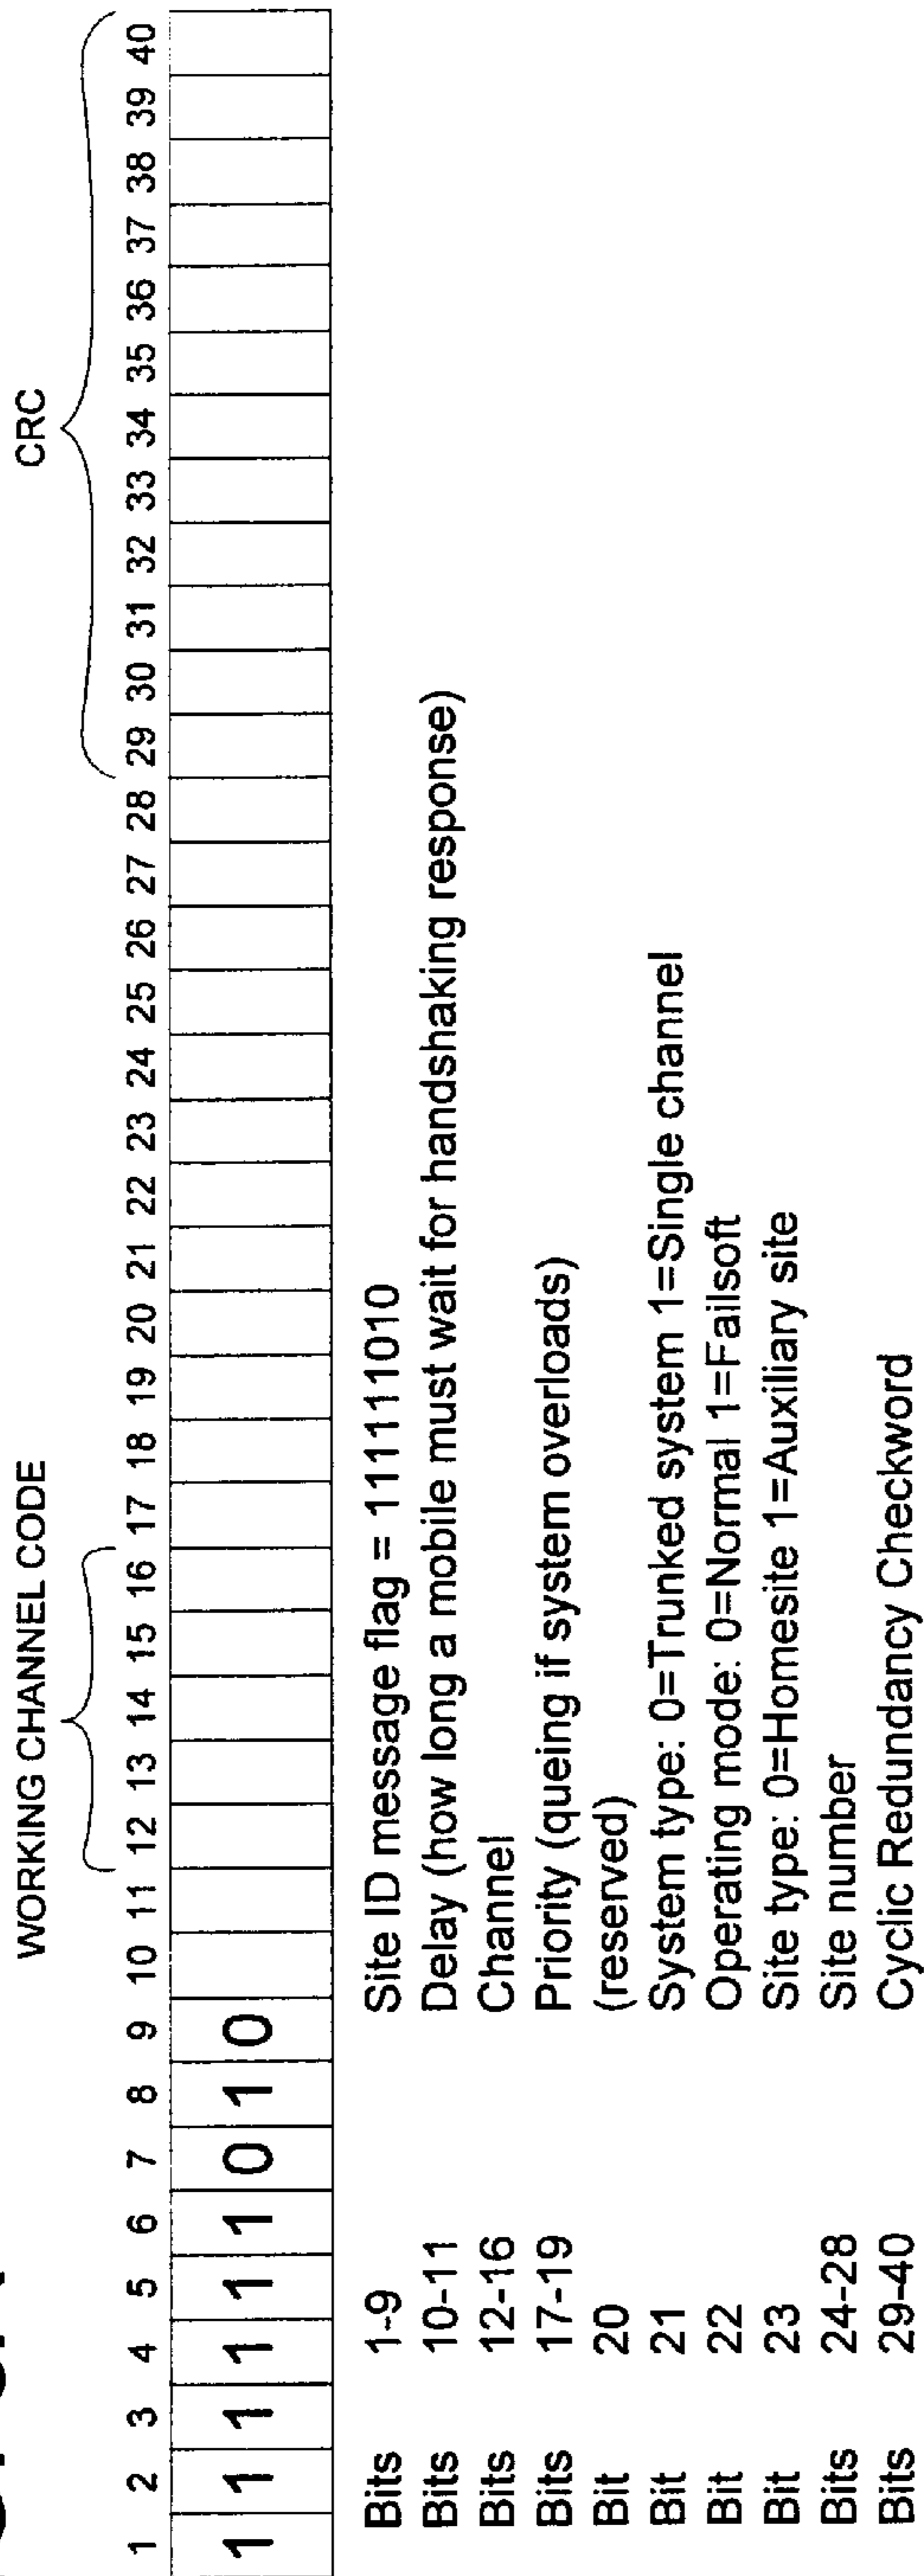 WORKING CHANNEL CODE
CRC
1 2 3 4 5 6 7 8 9 10 11 12 13 14 15 16 17 18 19 20 21 22 23 24 25 26 27 28 29 30 31 32 33 34 35 36 37 38 39 40
1 1 1 1 1 1 0 1 0
Bits 1-9 Site ID message flag = 111111010
Bits 10-11 Delay (how long a mobile must wait for handshaking response)
Bits 12-16 Channel
Bits 17-19 Priority (queing if system overloads)
Bit 20 (reserved)
Bit 21 System type: 0=Trunked system 1=Single channel
Bit 22 Operating mode: 0=Normal 1=Failsoft
Bit 23 Site type: 0=Homesite 1=Auxiliary site
Bits 24-28 Site number
Bits 29-40 Cyclic Redundancy Checkword